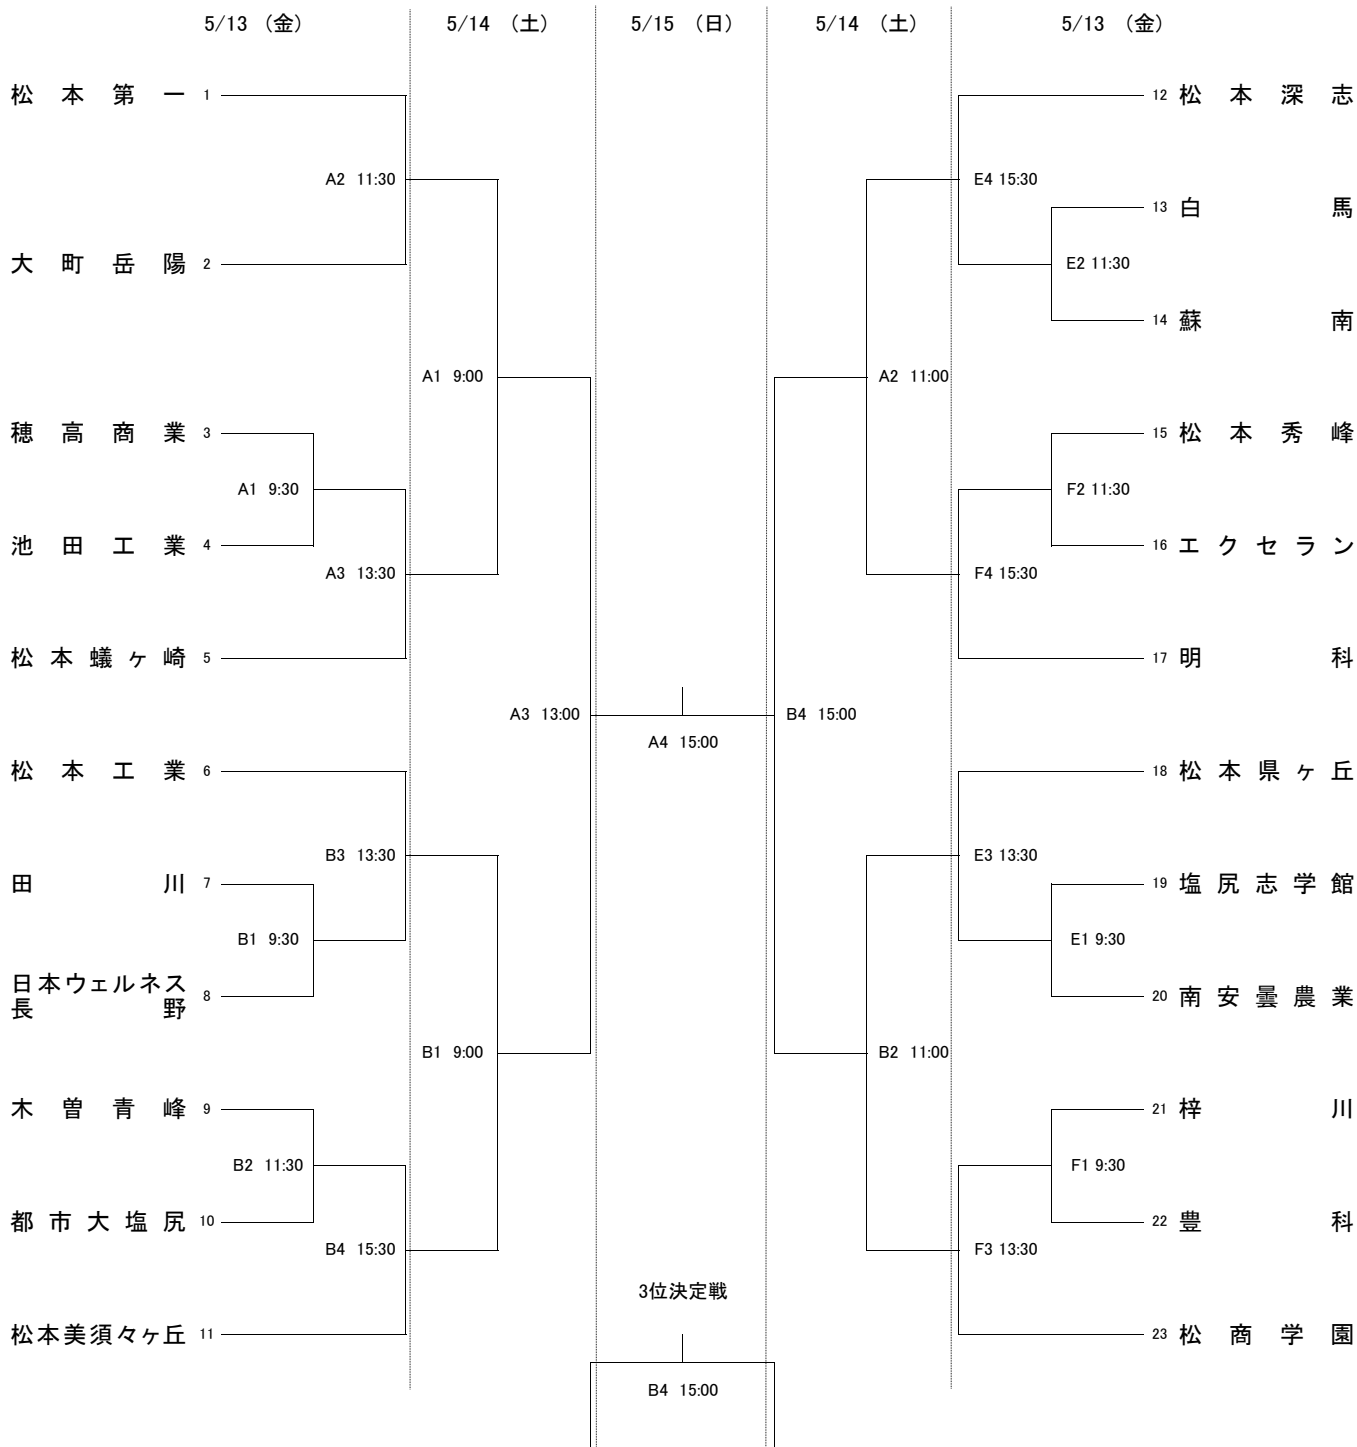 5/13 （金） 5/14 （土） 5/15 （日） 5/14 （土） 5/13 （金）
松本第一 1
12 松本深志
A2 11:30
E4 15:30
13 白馬
大町岳陽 2
E2 11:30
14 蘇南
A1 9:00
A2 11:00
穂高商業 3
15 松本秀峰
A1 9:30
F2 11:30
池田工業 4
16 エクセラン
A3 13:30
F4 15:30
松本蟻ヶ崎 5
17 明科
A3 13:00
B4 15:00
A4 15:00
松本工業 6
18 松本県ヶ丘
B3 13:30
E3 13:30
田川 7
19 塩尻志学館
B1 9:30
E1 9:30
日本ウェルネス
長野 8
20 南安曇農業
B1 9:00
B2 11:00
木曽青峰 9
21 梓川
B2 11:30
F1 9:30
都市大塩尻 10
22 豊科
B4 15:30
F3 13:30
3位決定戦
松本美須々ヶ丘 11
23 松商学園
B4 15:00